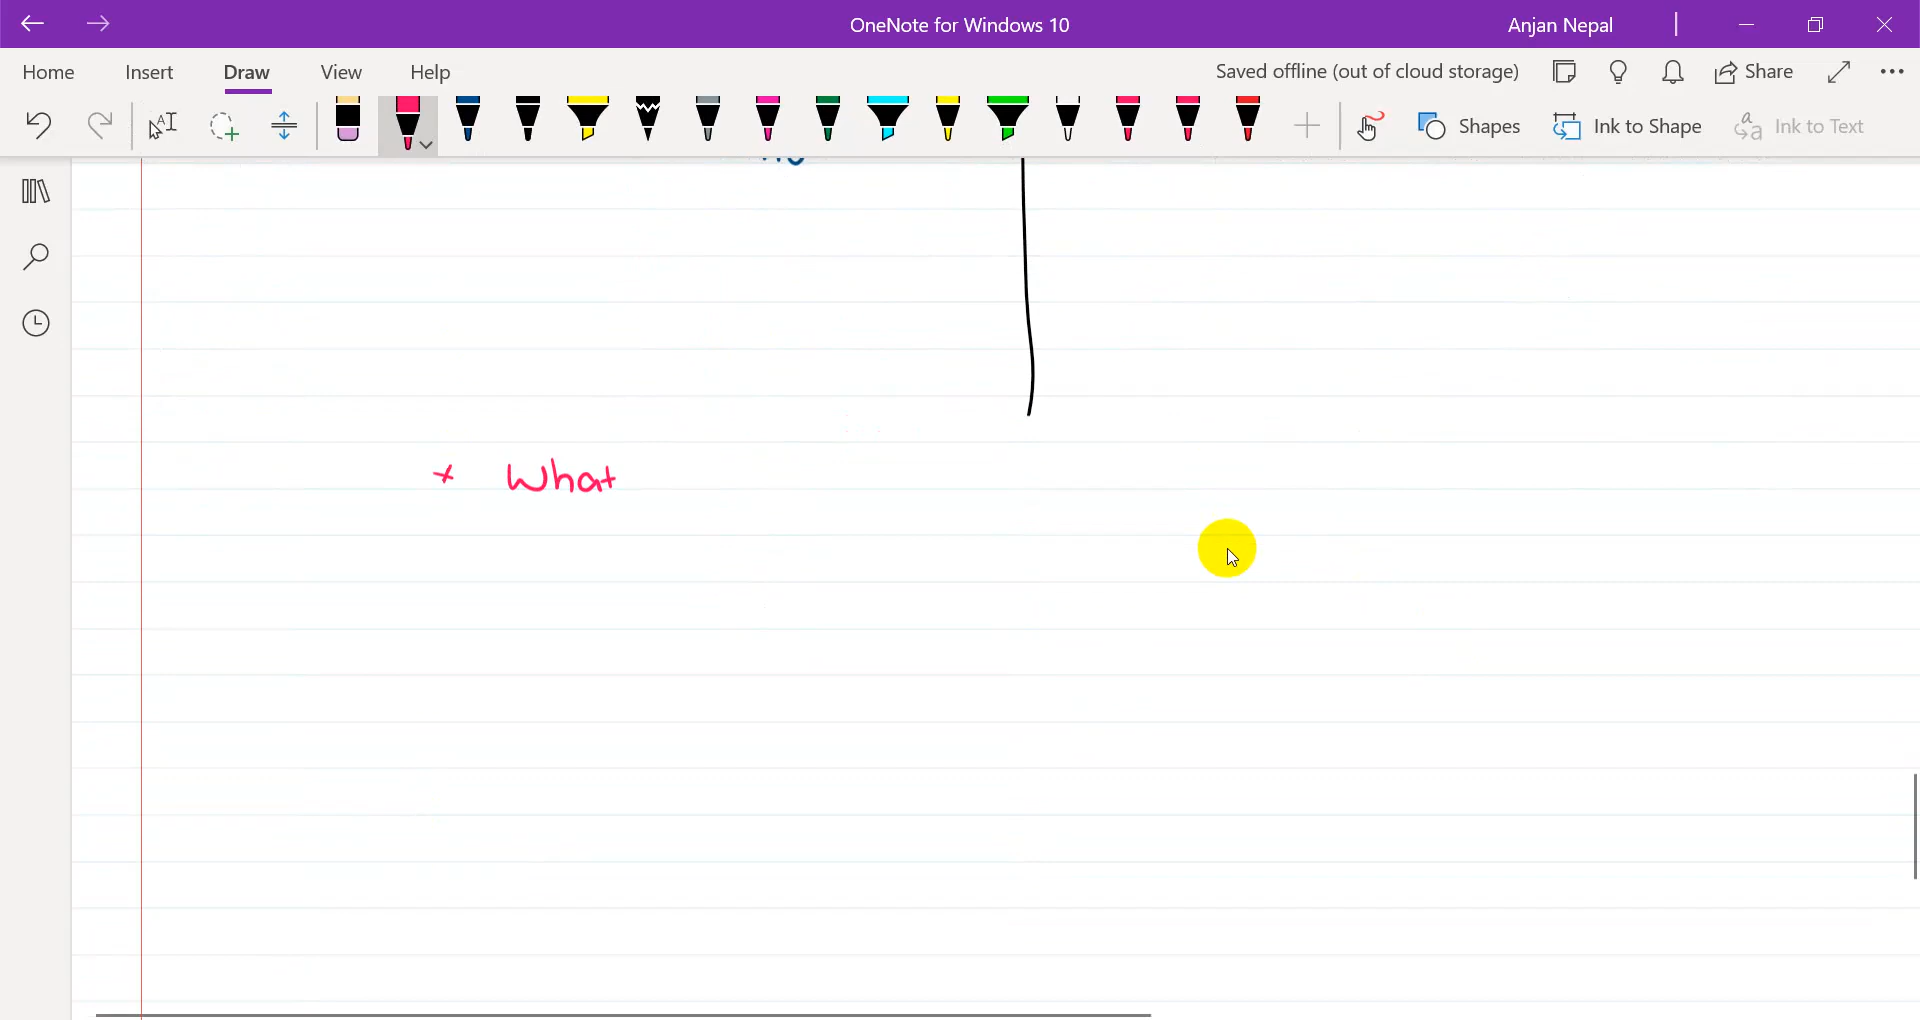 OneNote for Windows 10
Anjan Nepal
Home Insert Draw View Help
Saved offline (out of cloud storage)
Share
Shapes
Ink to Shape
Ink to Text
* What